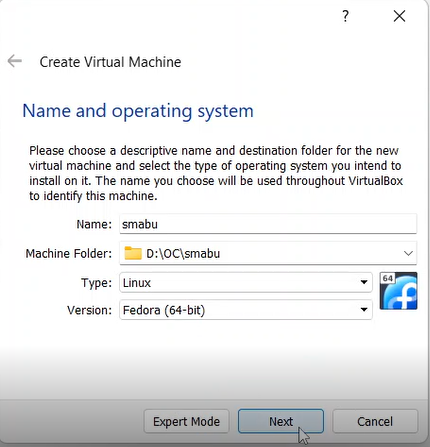 ?
Create Virtual Machine
Name and operating system
Please choose a descriptive name and destination folder for the new
virtual machine and select the type of operating system you intend to
install on it. The name you choose will be used throughout VirtualBox
to identify this machine.
Name: smabu
Machine Folder: D:\OC\smabu
Type: Linux
64
Version: Fedora (64-bit)
Expert Mode Next Cancel